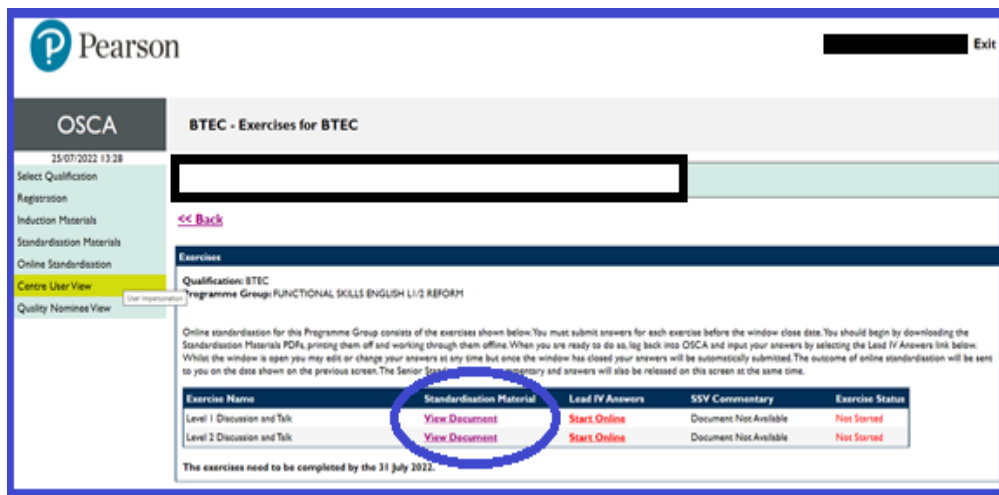 Pearson
Exit
OSCA
BTEC - Exercises for BTEC
25/07/2022 13:28
Select Qualification
Registration
Induction Materials
Standardisation Materials
Online Standardisation
Centre User View
User Impersonation
Quality Nominee View
<< Back
Exercises
Qualification: BTEC
Programme Group: FUNCTIONAL SKILLS ENGLISH L1/2 REFORM
Online standardisation for this Programme Group consists of the exercises shown below. You must submit answers for each exercise before the window close date. You should begin by downloading the
Standardisation Materials PDFs, printing them off and working through them offline. When you are ready to do so, log back into OSCA and input your answers by selecting the Lead IV Answers link below.
Whilst the window is open you may edit or change your answers at any time but once the window has closed your answers will be automatically submitted. The outcome of online standardisation will be sent
to you on the date shown on the previous screen. The Senior Commentary and answers will also be released on this screen at the same time.
Exercise Name Standardisation Material Lead IV Answers SSV Commentary Exercise Status
Level 1 Discussion and Talk View Document Start Online Document Not Available Not Started
Level 2 Discussion and Talk View Document Start Online Document Not Available Not Started
The exercises need to be completed by the 31 July 2022.